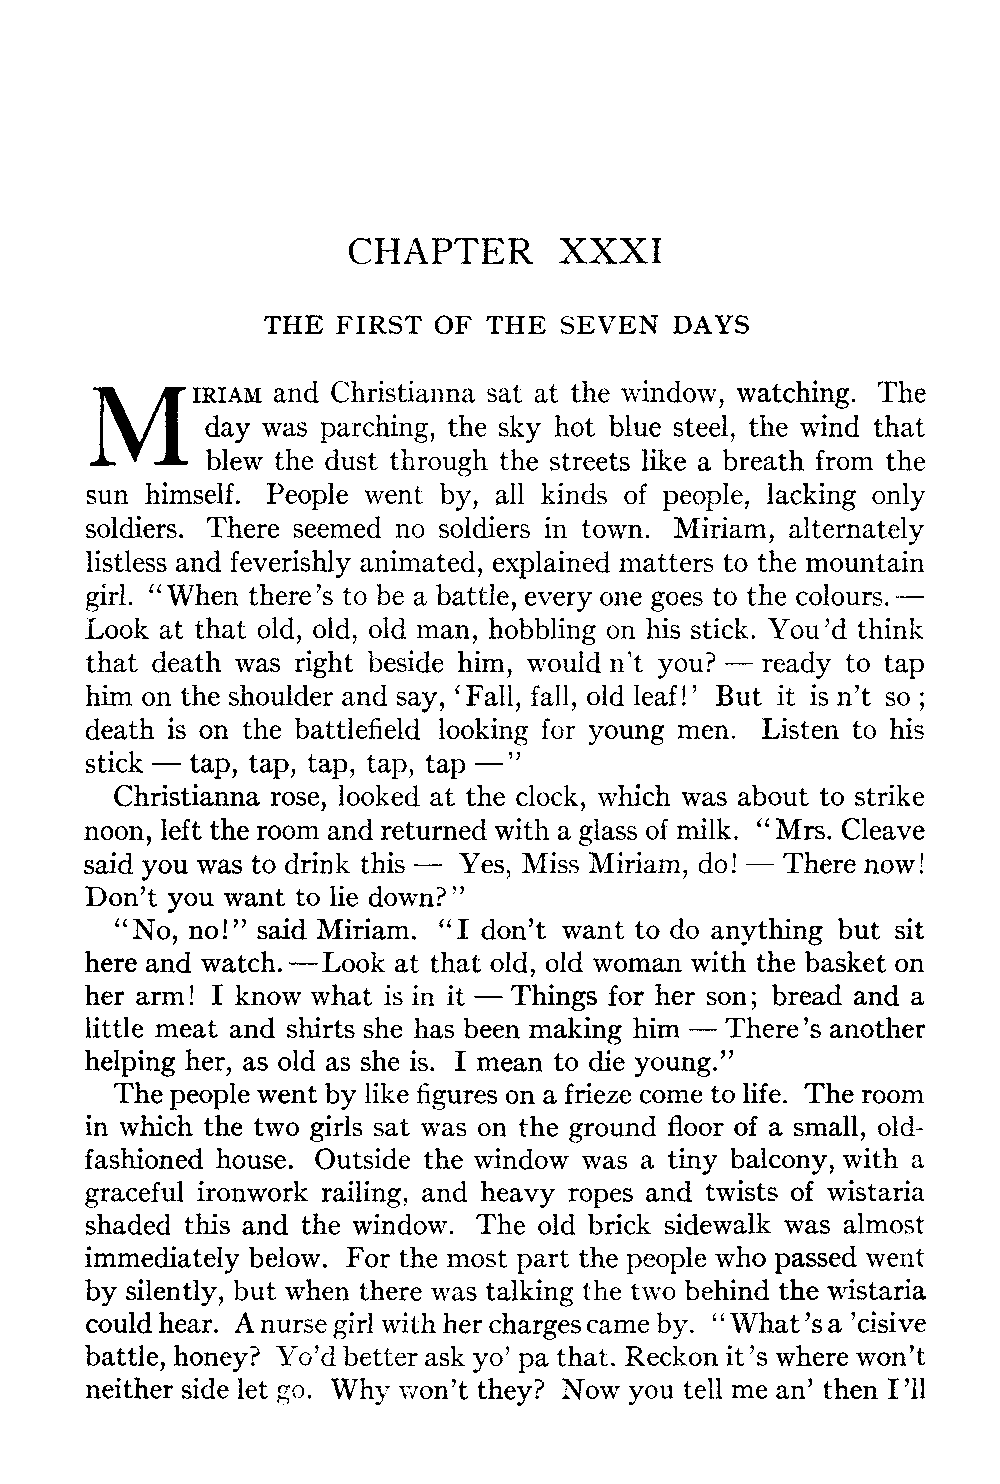 CHAPTER XXXI
THE FIRST OF THE SEVEN DAYS
MIRIAM and Christianna sat at the window, watching. The
day was parching, the sky hot blue steel, the wind that
blew the dust through the streets like a breath from the
sun himself. People went by, all kinds of people, lacking only
soldiers. There seemed no soldiers in town. Miriam, alternately
listless and feverishly animated, explained matters to the mountain
girl. “When there’s to be a battle, every one goes to the colours. —
Look at that old, old, old man, hobbling on his stick. You’d think
that death was right beside him, would n’t you? — ready to tap
him on the shoulder and say, ‘Fall, fall, old leaf!’ But it is n’t so;
death is on the battlefield looking for young men. Listen to his
stick — tap, tap, tap, tap, tap —”
Christianna rose, looked at the clock, which was about to strike
noon, left the room and returned with a glass of milk. “Mrs. Cleave
said you was to drink this — Yes, Miss Miriam, do! — There now!
Don’t you want to lie down?”
“No, no!” said Miriam. “I don’t want to do anything but sit
here and watch. — Look at that old, old woman with the basket on
her arm! I know what is in it — Things for her son; bread and a
little meat and shirts she has been making him — There’s another
helping her, as old as she is. I mean to die young.”
The people went by like figures on a frieze come to life. The room
in which the two girls sat was on the ground floor of a small, old-
fashioned house. Outside the window was a tiny balcony, with a
graceful ironwork railing, and heavy ropes and twists of wistaria
shaded this and the window. The old brick sidewalk was almost
immediately below. For the most part the people who passed went
by silently, but when there was talking the two behind the wistaria
could hear. A nurse girl with her charges came by. “What’s a ’cisive
battle, honey? Yo’d better ask yo’ pa that. Reckon it’s where won’t
neither side let go. Why won’t they? Now you tell me an’ then I’ll